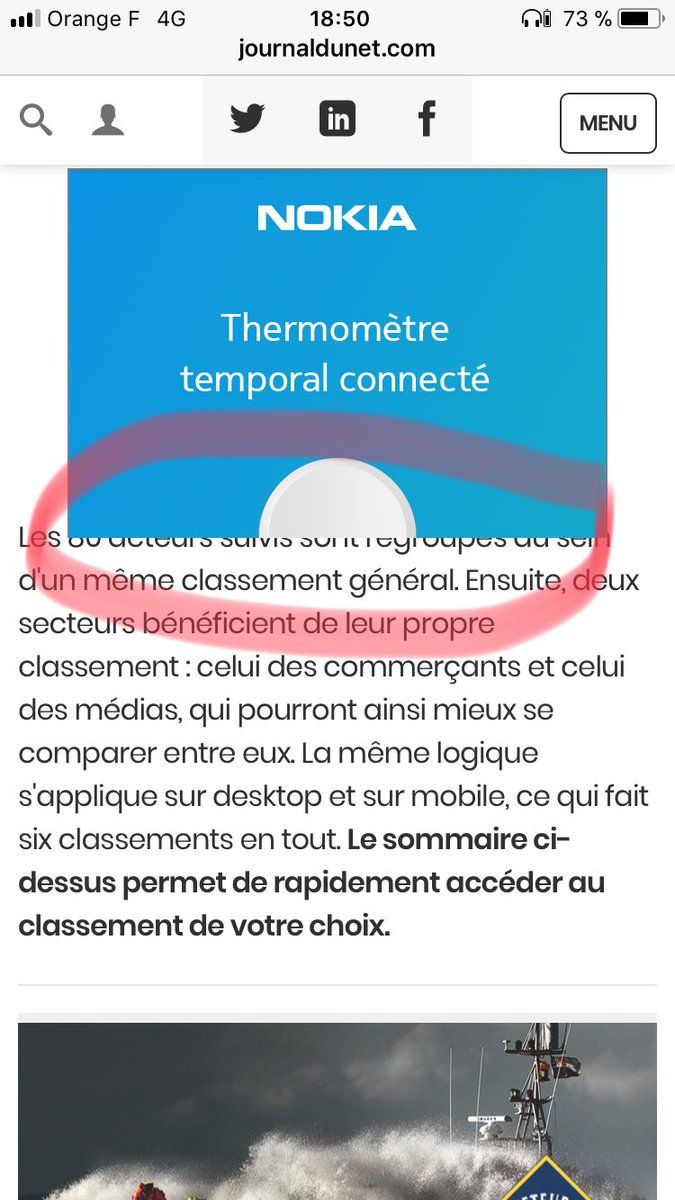 Orange F 4G 18:50 73 %
journaldunet.com
MENU
NOKIA
Thermomètre
temporal connecté
Les 80 acteurs suivis sont regroupés au sein
d'un même classement général. Ensuite, deux
secteurs bénéficient de leur propre
classement : celui des commerçants et celui
des médias, qui pourront ainsi mieux se
comparer entre eux. La même logique
s'applique sur desktop et sur mobile, ce qui fait
six classements en tout. Le sommaire ci-
dessus permet de rapidement accéder au
classement de votre choix.